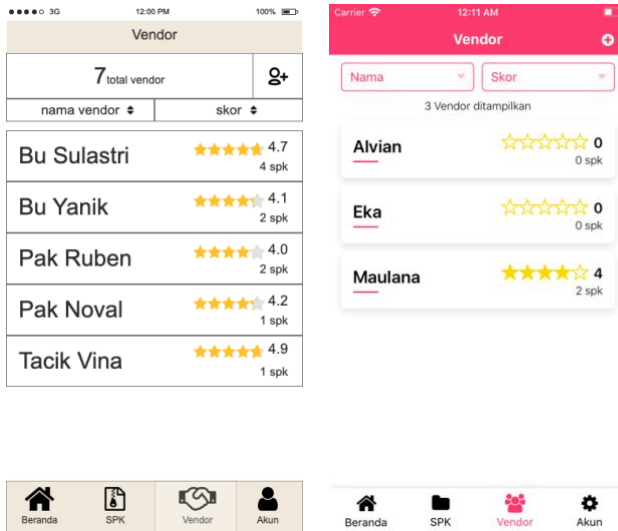 3G 12:00 PM 100%
Vendor
7 total vendor
nama vendor skor
Bu Sulastri 4.7
4 spk
Bu Yanik 4.1
2 spk
Pak Ruben 4.0
2 spk
Pak Noval 4.2
1 spk
Tacik Vina 4.9
1 spk
Beranda SPK Vendor Akun
Carrier 12:11 AM
Vendor
Nama Skor
3 Vendor ditampilkan
Alvian 0
0 spk
Eka 0
0 spk
Maulana 4
2 spk
Beranda SPK Vendor Akun